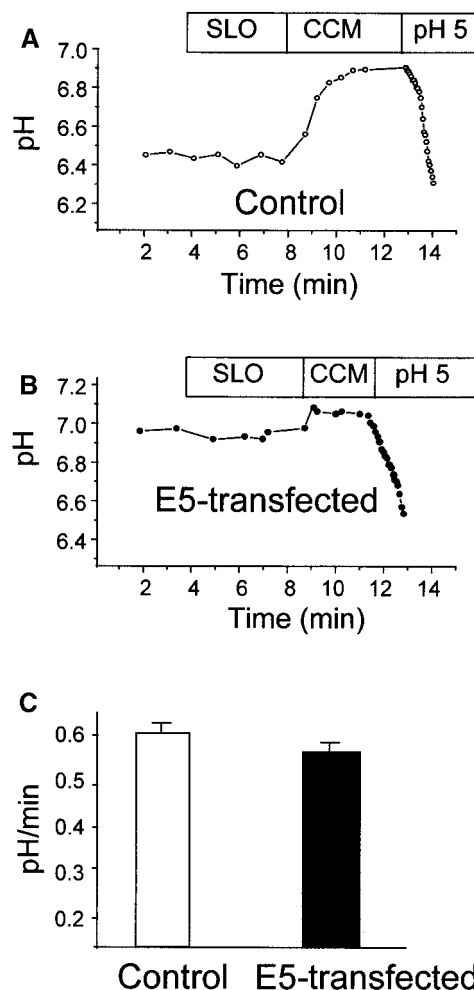 A
SLO CCM pH 5
7.0
6.8
6.6
6.4
6.2
pH
Control
2 4 6 8 10 12 14
Time (min)
B
SLO CCM pH 5
7.2
7.0
6.8
6.6
6.4
pH
E5-transfected
2 4 6 8 10 12 14
Time (min)
C
0.6
0.5
0.4
0.3
0.2
pH/min
Control E5-transfected